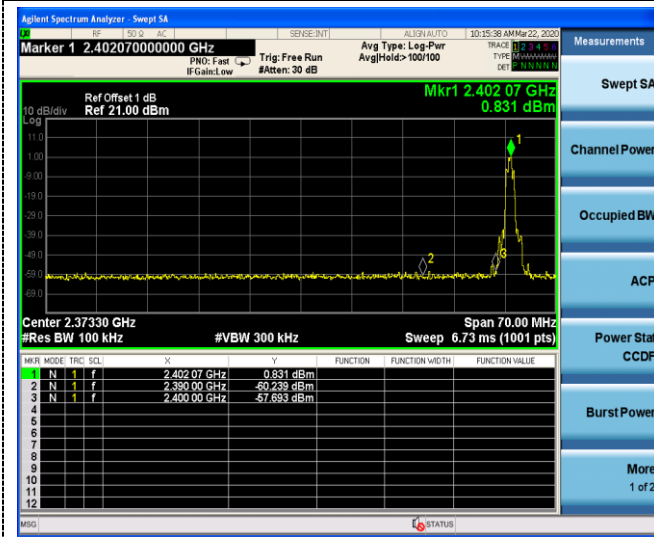 Agilent Spectrum Analyzer - Swept SA
LXI RF 50 Ω AC SENSE:INT ALIGN AUTO 10:15:38 AM Mar 22, 2020
Marker 1 2.402070000000 GHz
PNO: Fast
IFGain:Low
Trig: Free Run
#Atten: 30 dB
Avg Type: Log-Pwr
Avg|Hold:>100/100
TRACE 1 2 3 4 5 6
TYPE MWWWWW
DET P N N N N N
Mkr1 2.402 07 GHz
0.831 dBm
Ref Offset 1 dB
10 dB/div Ref 21.00 dBm
Log
11.0
1.00
-9.00
-19.0
-29.0
-39.0
-49.0
-59.0
-69.0
1
2
3
Center 2.37330 GHz Span 70.00 MHz
#Res BW 100 kHz #VBW 300 kHz Sweep 6.73 ms (1001 pts)
MKR MODE TRC SCL X Y FUNCTION FUNCTION WIDTH FUNCTION VALUE
1 N 1 f 2.402 07 GHz 0.831 dBm
2 N 1 f 2.390 00 GHz -60.239 dBm
3 N 1 f 2.400 00 GHz -57.693 dBm
4
5
6
7
8
9
10
11
12
MSG STATUS
Measurements
Swept SA
Channel Power
Occupied BW
ACP
Power Stat
CCDF
Burst Power
More
1 of 2